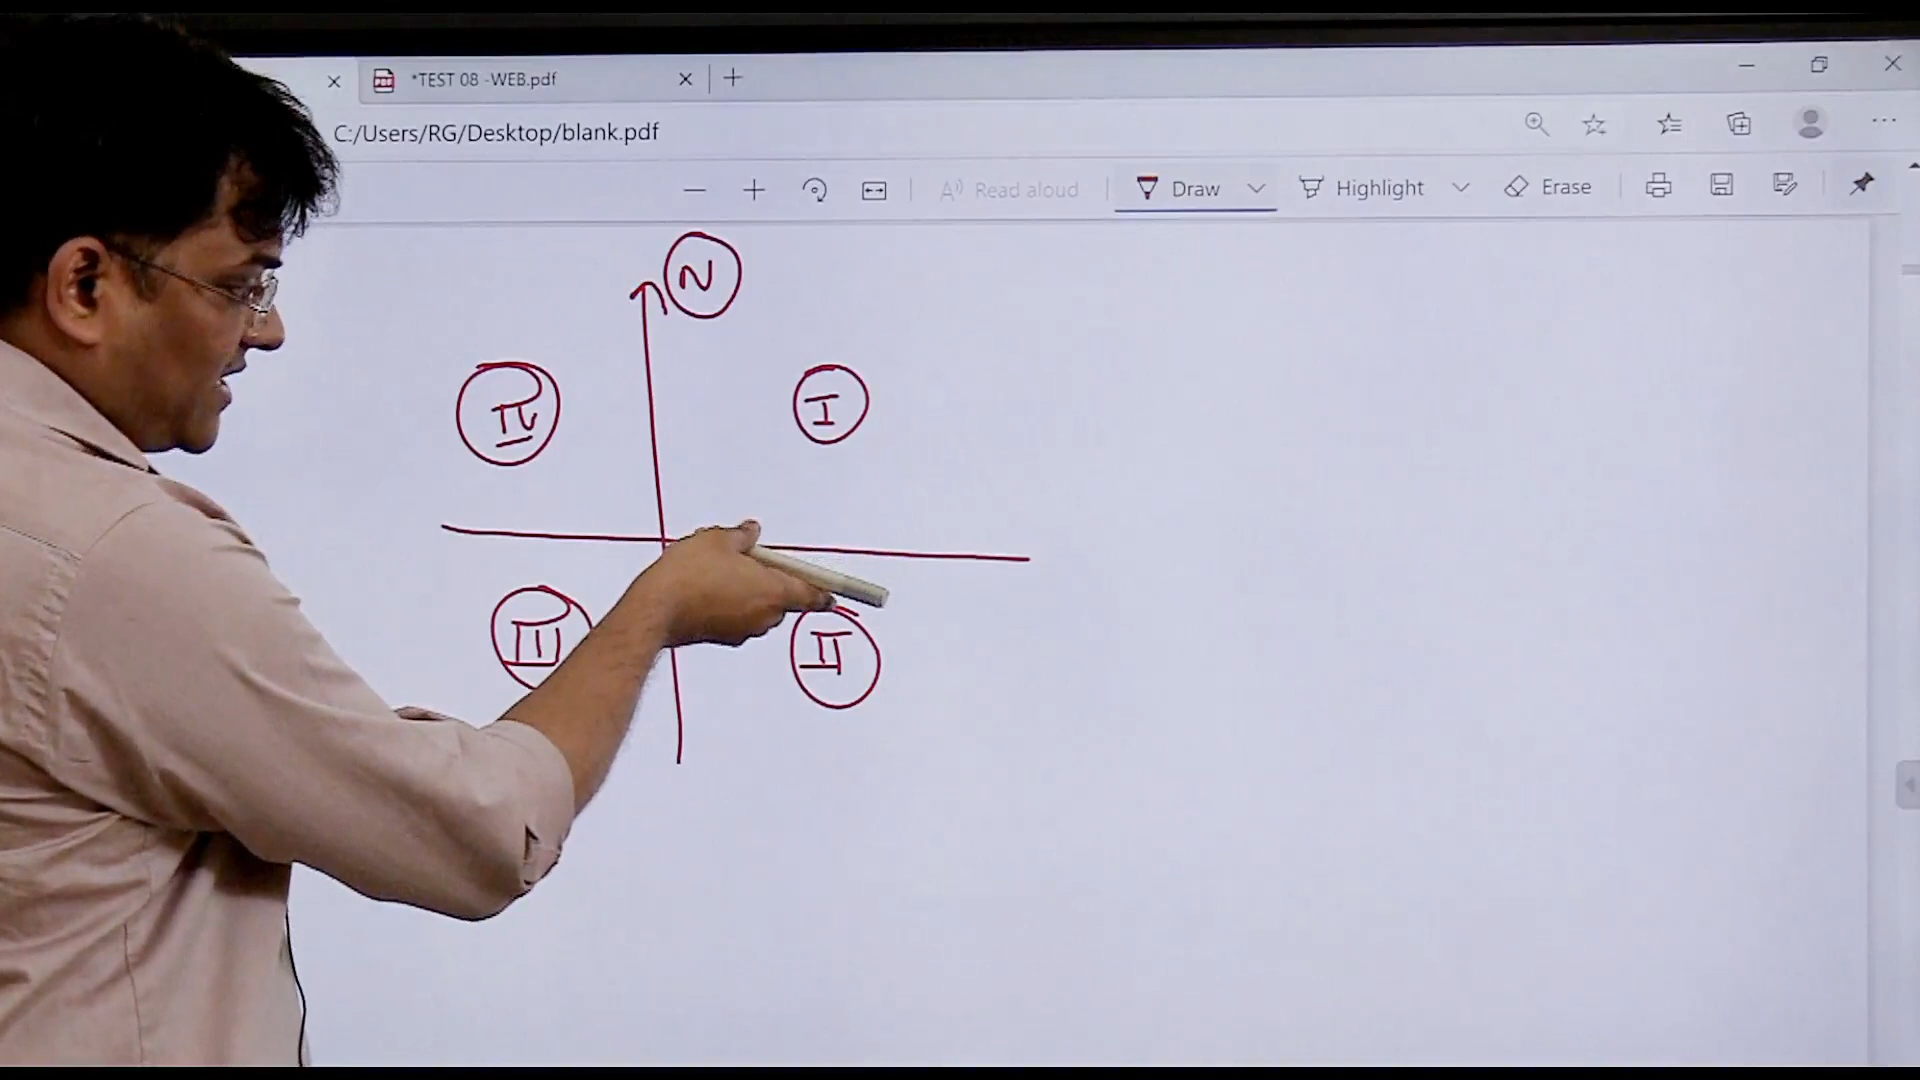 *TEST 08 -WEB.pdf
C:/Users/RG/Desktop/blank.pdf
Read aloud
Draw
Highlight
Erase
N
IV
I
III
II